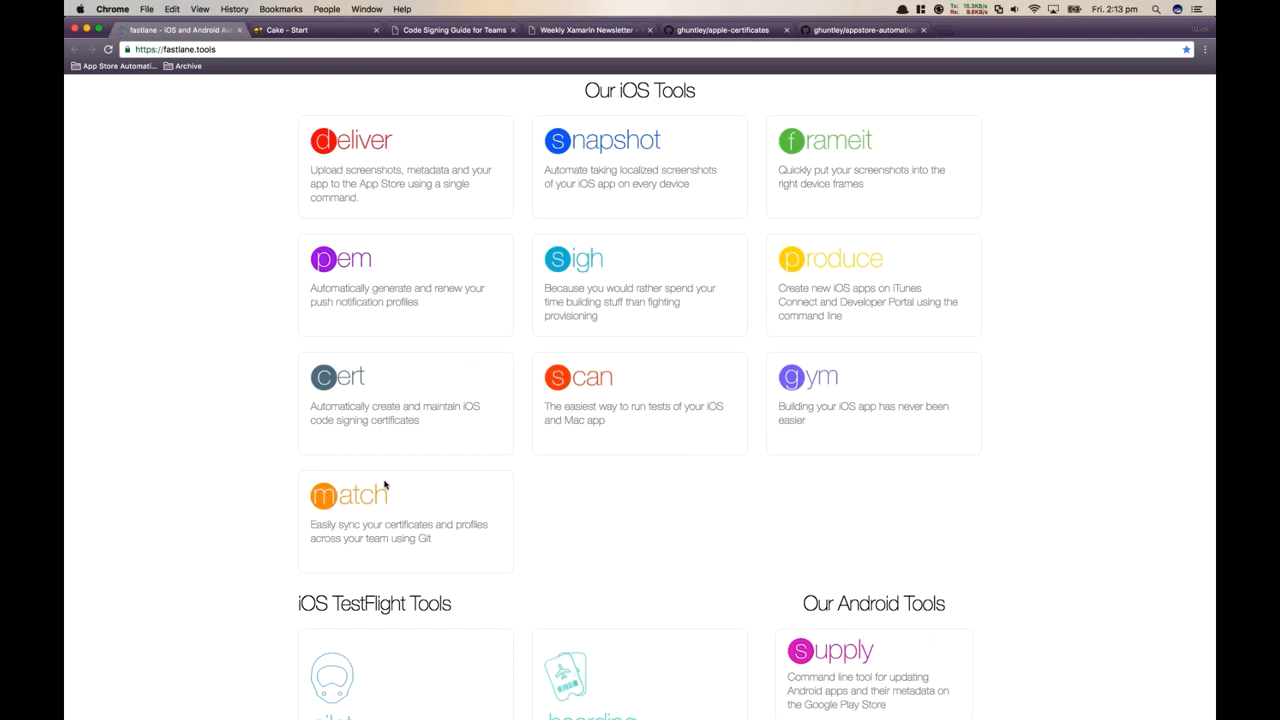 Chrome File Edit View History Bookmarks People Window Help
Fri. 2:13 pm
fastlane - iOS and Android Au
Cake - Start
Code Signing Guide for Teams
Weekly Xamarin Newsletter -
ghuntley/apple-certificates
ghuntley/appstore-automatio
https://fastlane.tools
App Store Automati...
Archive
Our iOS Tools
deliver
Upload screenshots, metadata and your
app to the App Store using a single
command.
snapshot
Automate taking localized screenshots
of your iOS app on every device
frameit
Quickly put your screenshots into the
right device frames
pem
Automatically generate and renew your
push notification profiles
sigh
Because you would rather spend your
time building stuff than fighting
provisioning
produce
Create new iOS apps on iTunes
Connect and Developer Portal using the
command line
cert
Automatically create and maintain iOS
code signing certificates
scan
The easiest way to run tests of your iOS
and Mac app
gym
Building your iOS app has never been
easier
match
Easily sync your certificates and profiles
across your team using Git
iOS TestFlight Tools
Our Android Tools
supply
Command line tool for updating
Android apps and their metadata on
the Google Play Store